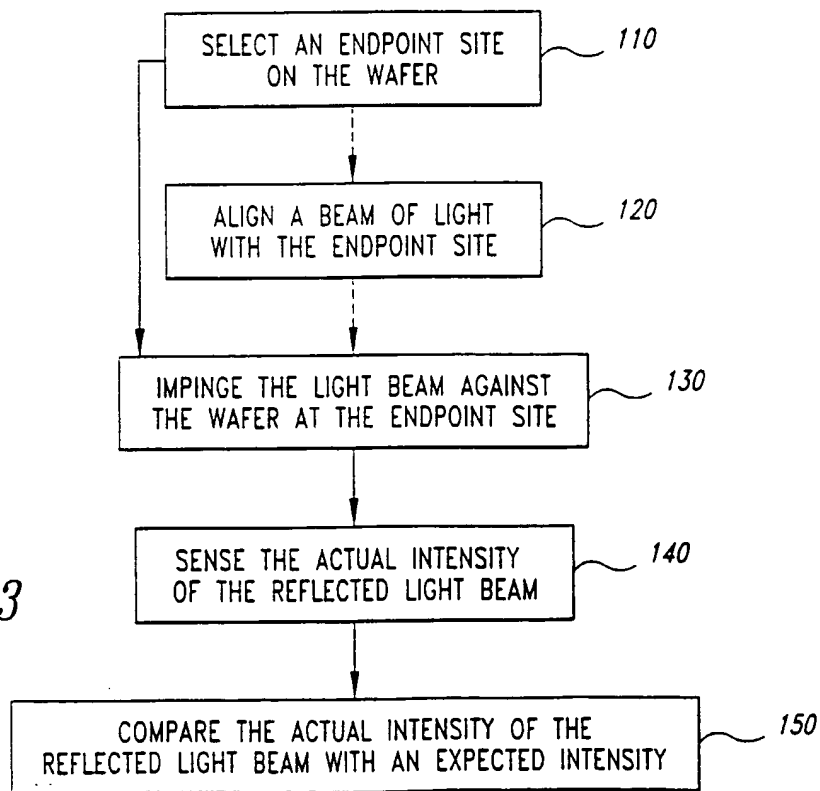 SELECT AN ENDPOINT SITE
ON THE WAFER
110
ALIGN A BEAM OF LIGHT
WITH THE ENDPOINT SITE
120
IMPINGE THE LIGHT BEAM AGAINST
THE WAFER AT THE ENDPOINT SITE
130
SENSE THE ACTUAL INTENSITY
OF THE REFLECTED LIGHT BEAM
140
3
COMPARE THE ACTUAL INTENSITY OF THE
REFLECTED LIGHT BEAM WITH AN EXPECTED INTENSITY
150